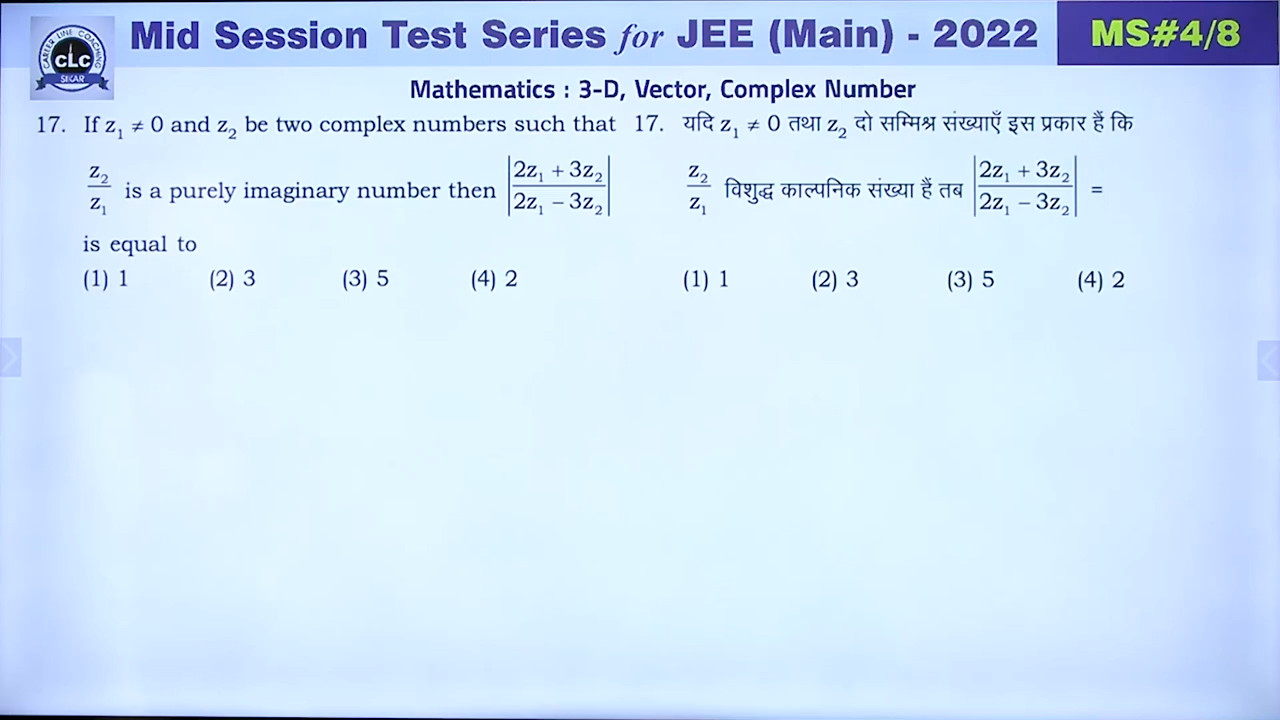 CAREER LINE COACHING
CLC
SIKAR
Mid Session Test Series for JEE (Main) - 2022
MS#4/8
Mathematics : 3-D, Vector, Complex Number
17. If z₁ ≠ 0 and z₂ be two complex numbers such that
z₂/z₁ is a purely imaginary number then |(2z₁ + 3z₂)/(2z₁ − 3z₂)|
is equal to
(1) 1 (2) 3 (3) 5 (4) 2
17. यदि z₁ ≠ 0 तथा z₂ दो सम्मिश्र संख्याएँ इस प्रकार हैं कि
z₂/z₁ विशुद्ध काल्पनिक संख्या हैं तब |(2z₁ + 3z₂)/(2z₁ − 3z₂)| =
(1) 1 (2) 3 (3) 5 (4) 2